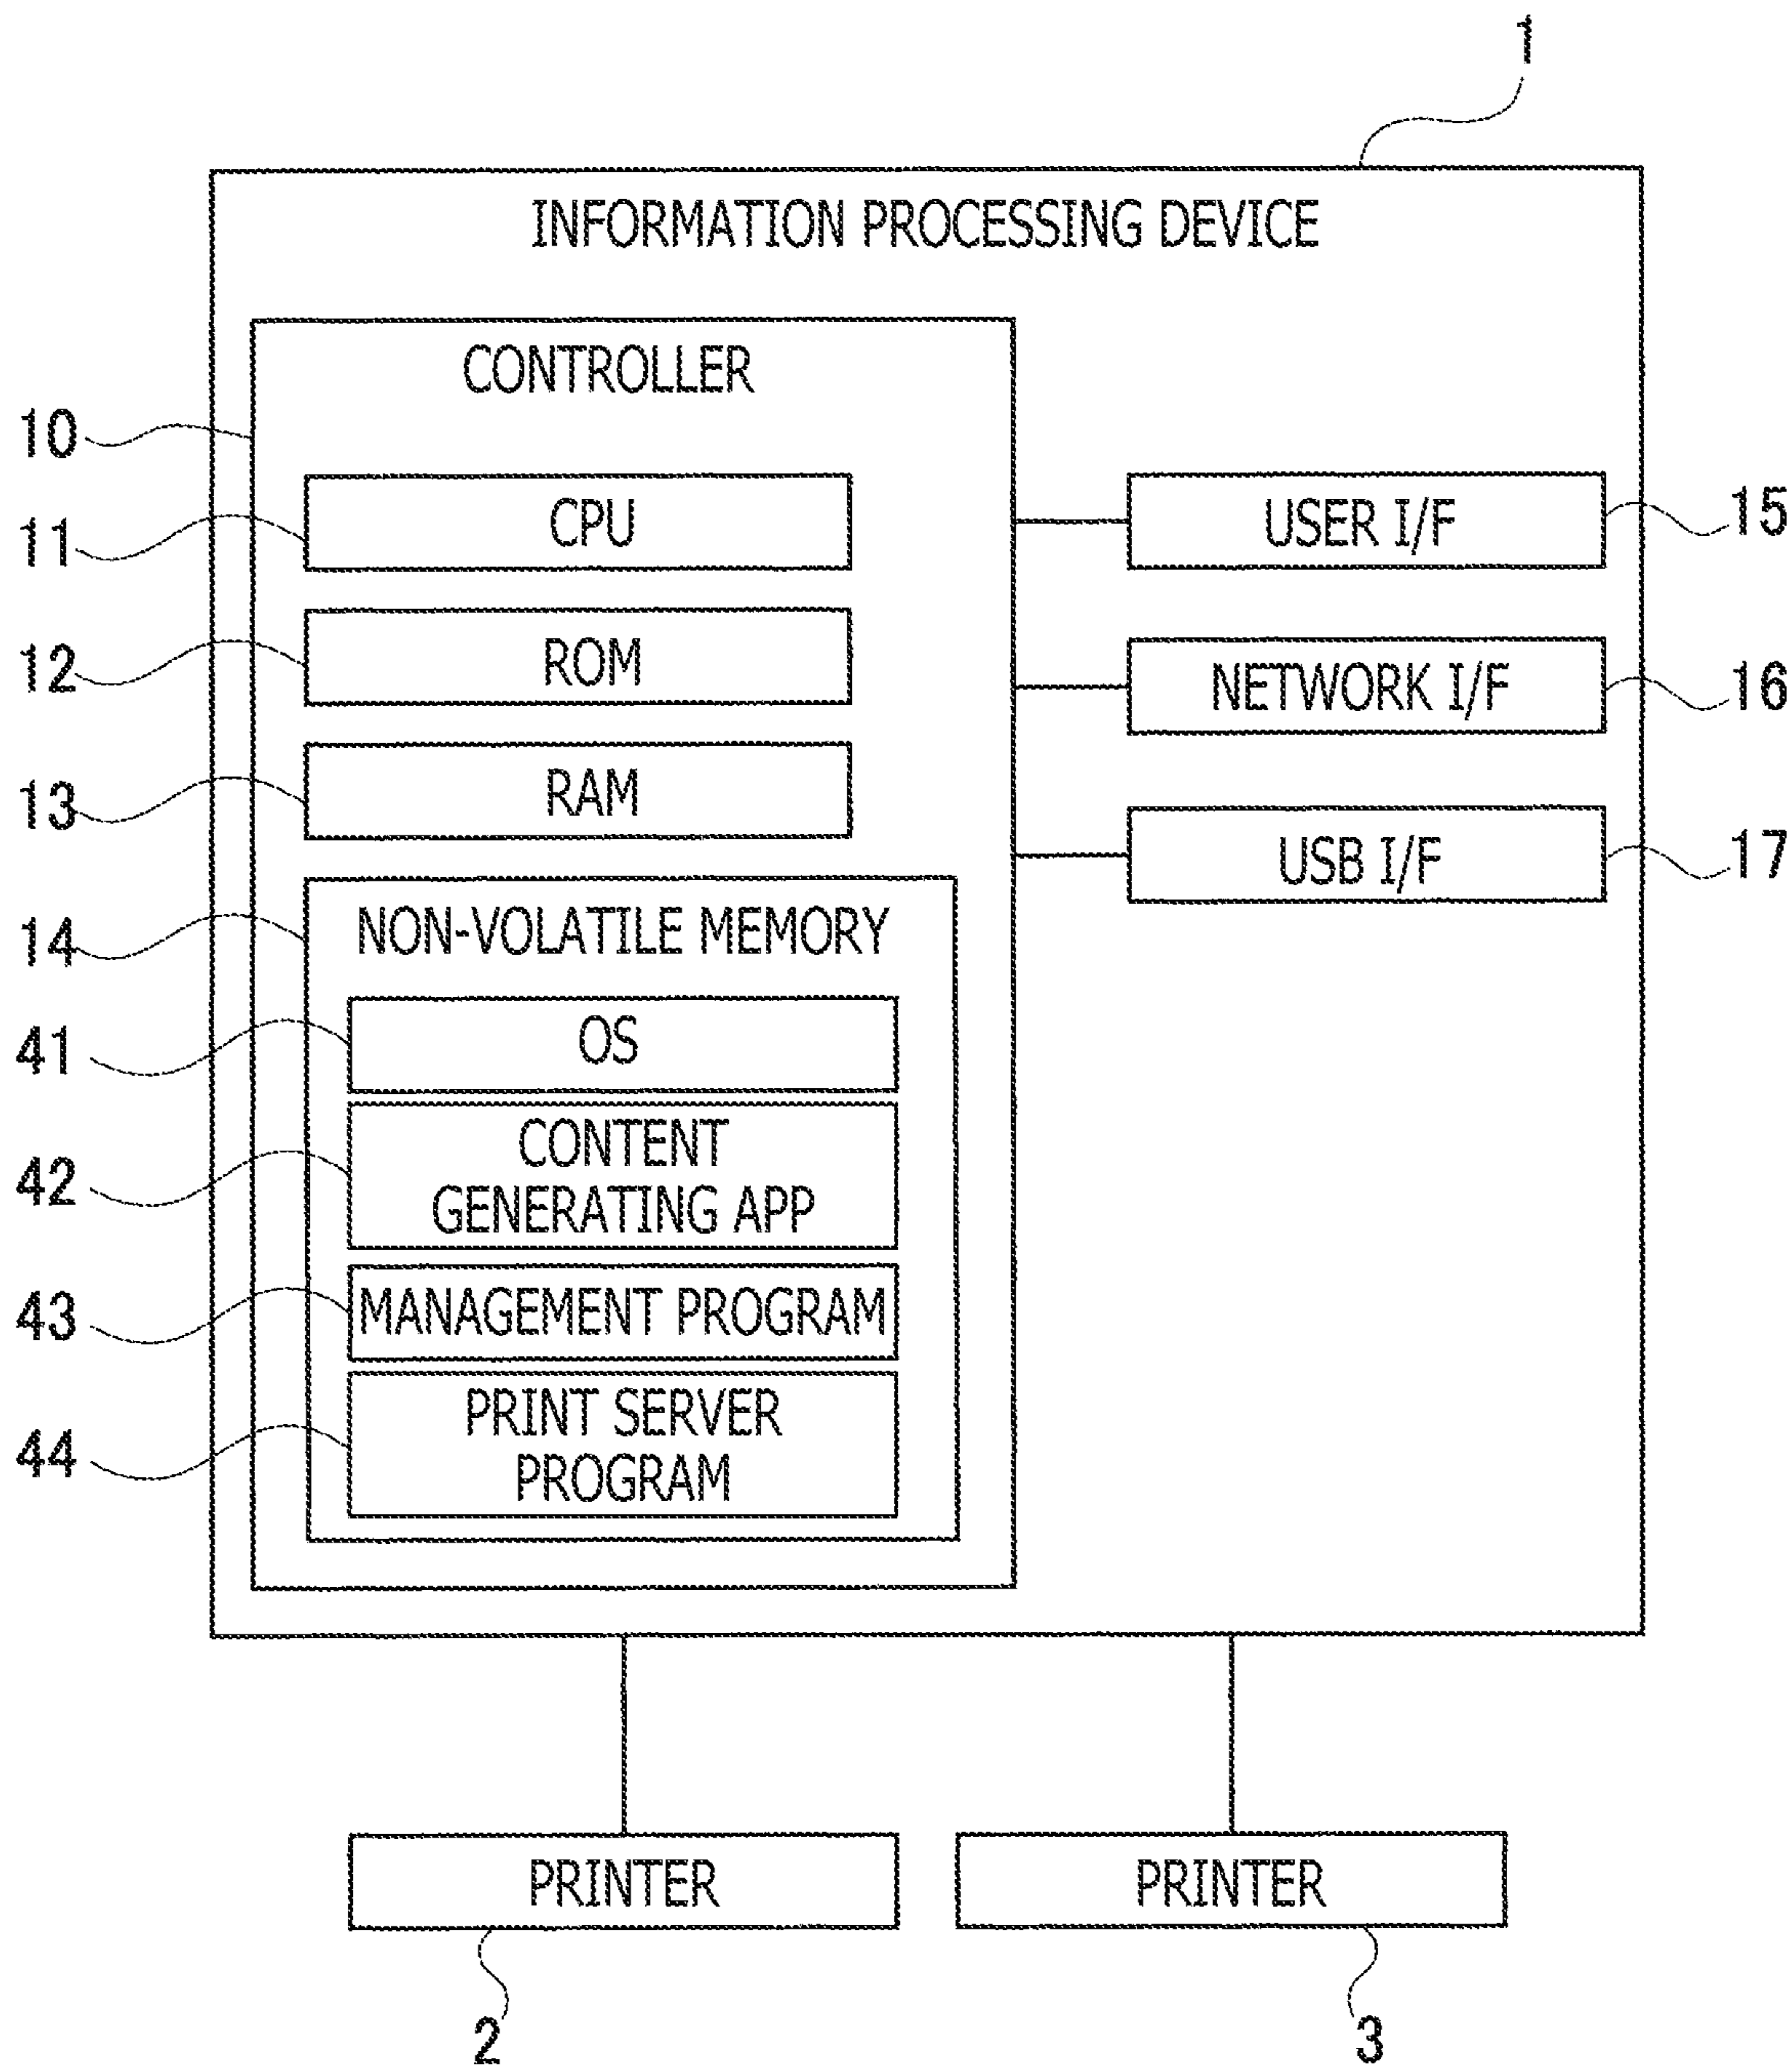 1
INFORMATION PROCESSING DEVICE
CONTROLLER
10
11
CPU
12
ROM
13
RAM
14
NON-VOLATILE MEMORY
41
OS
42
CONTENT
GENERATING APP
43
MANAGEMENT PROGRAM
44
PRINT SERVER
PROGRAM
USER I/F
15
NETWORK I/F
16
USB I/F
17
PRINTER
2
PRINTER
3